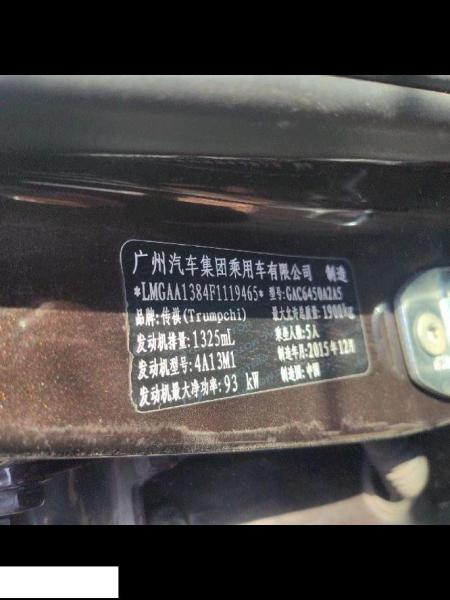 广州汽车集团乘用车有限公司 制造
*LMGAA1384F1119465* 型号:GAC6450A2A5
品牌:传祺(Trumpchi) 最大允许总质量:1900kg
发动机排量:1325mL 乘坐人数:5人
发动机型号:4A13M1 制造年月:2015年12月
发动机最大净功率:93 kW 制造国:中国